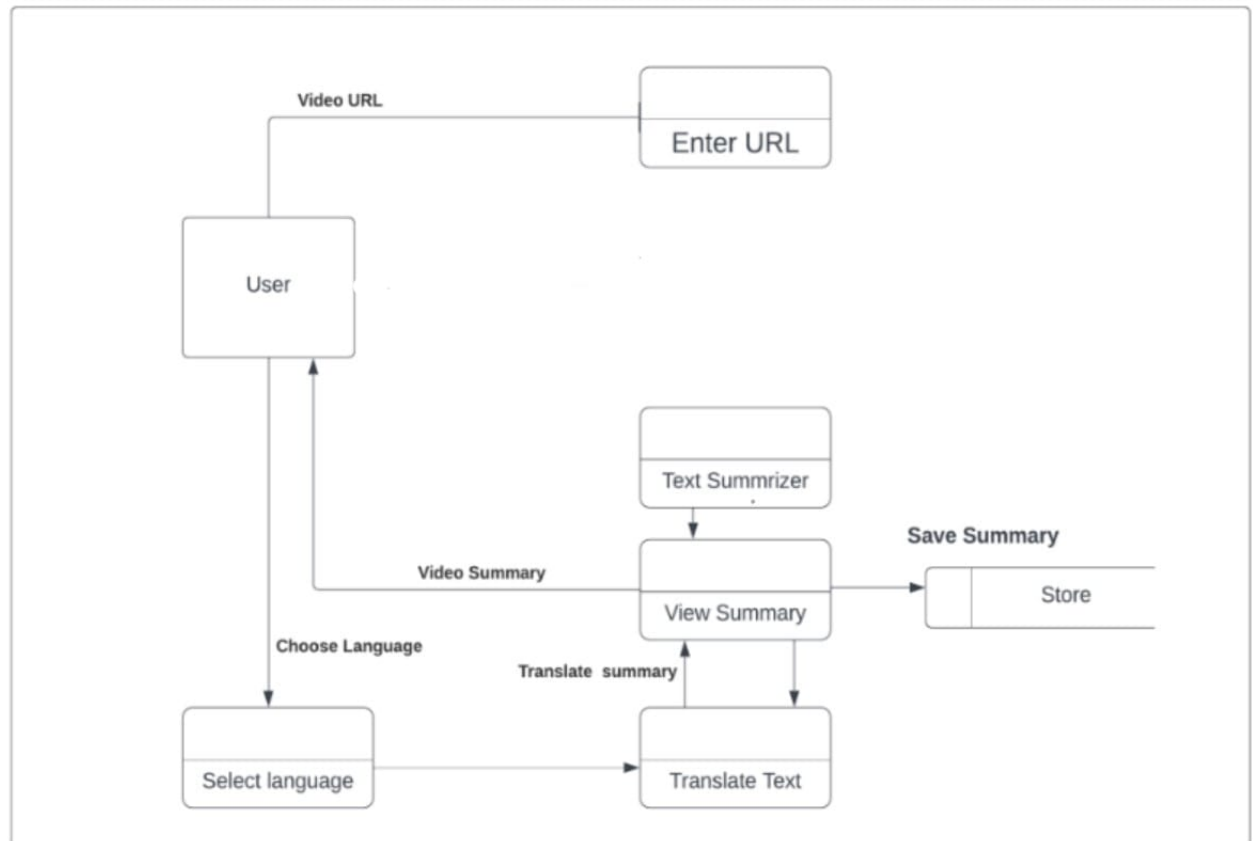 Video URL
Enter URL
User
Text Summrizer
Save Summary
Video Summary
Store
View Summary
Choose Language
Translate summary
Select language
Translate Text